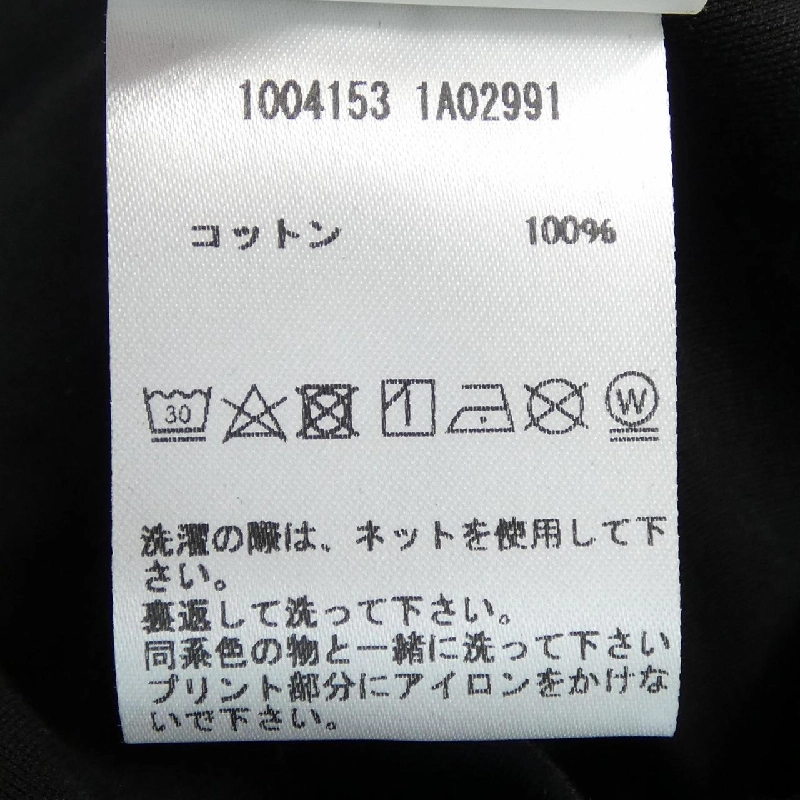 1004153 1A02991
コットン 100%
30
W
洗濯の際は、ネットを使用して下
さい。
裏返して洗って下さい。
同系色の物と一緒に洗って下さい
プリント部分にアイロンをかけな
いで下さい。